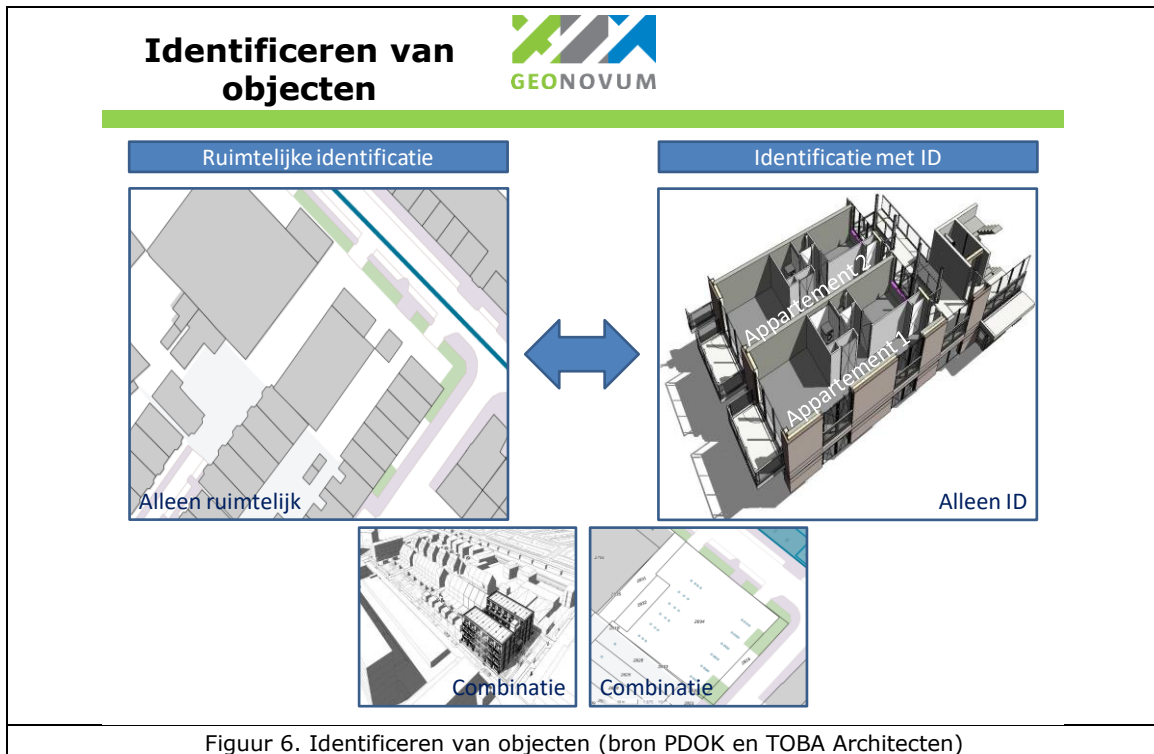 Identificeren van
objecten
GEONOVUM
Ruimtelijke identificatie
Identificatie met ID
Alleen ruimtelijk
Appartement 2
Appartement 1
Alleen ID
Combinatie
Combinatie
Figuur 6. Identificeren van objecten (bron PDOK en TOBA Architecten)